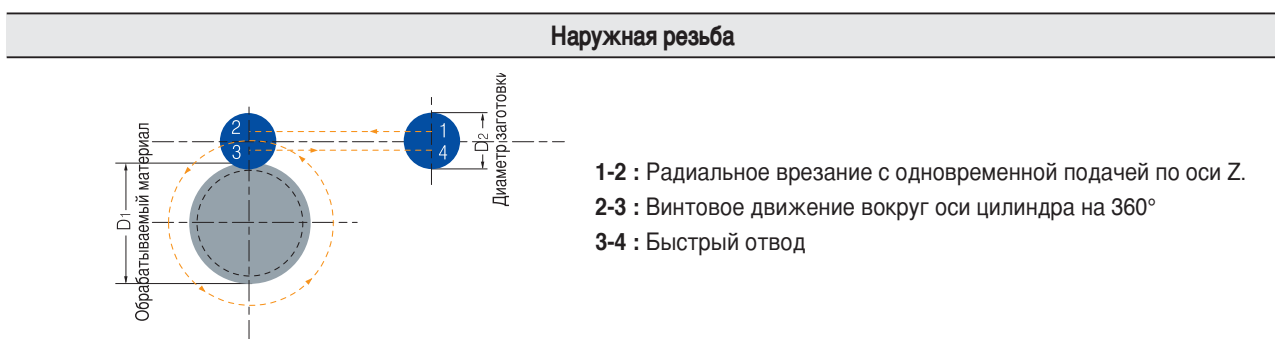 Наружная резьба
Обрабатываемый материал
D1
2
3
1
4
D2
Диаметр заготовки
1-2 : Радиальное врезание с одновременной подачей по оси Z.
2-3 : Винтовое движение вокруг оси цилиндра на 360°
3-4 : Быстрый отвод